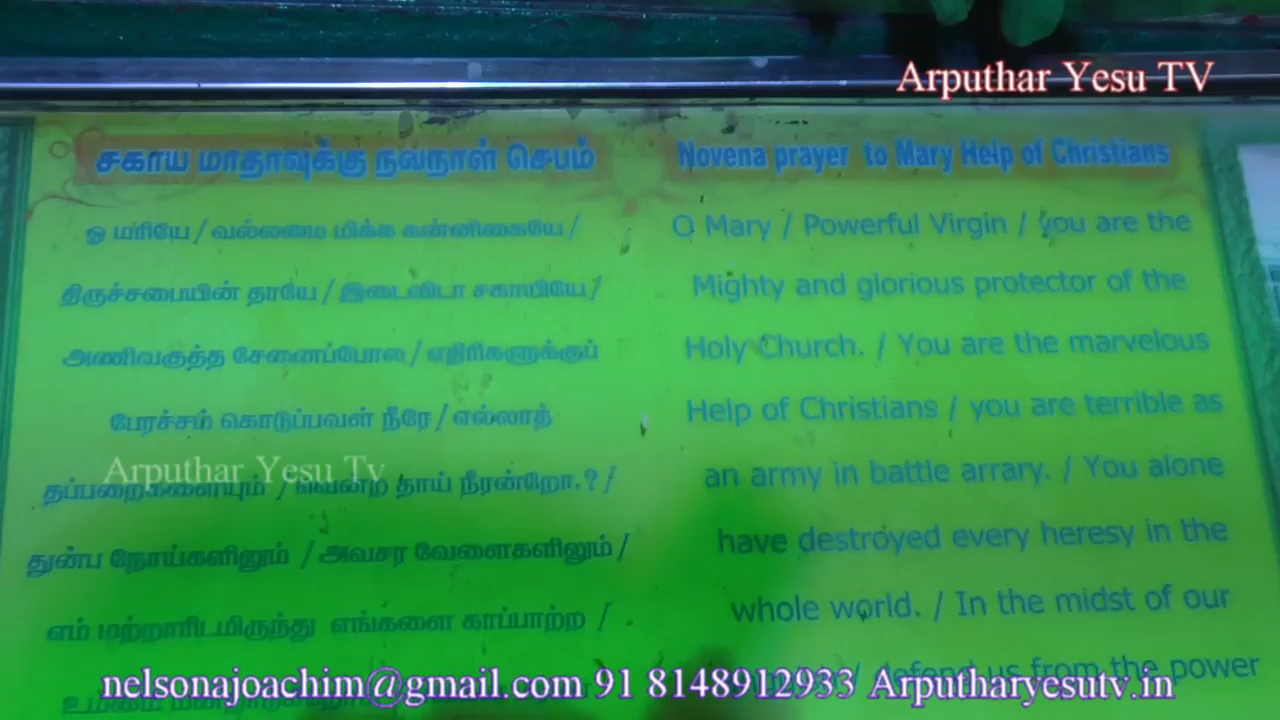 Arputhar Yesu TV
சகாய மாதாவுக்கு நவநாள் செபம்
ஓ மரியே / வல்லமை மிக்க கன்னிகையே /
திருச்சபையின் தாயே / இடைவிடா சகாயியே /
அணிவகுத்த சேனைப்போல / எதிரிகளுக்குப்
பேரச்சம் கொடுப்பவள் நீரே / எல்லாத்
Arputhar Yesu Tv
தப்பறைகளையும் / வென்ற தாய் நீரன்றோ.? /
துன்ப நோய்களிலும் / அவசர வேளைகளிலும் /
எம் மற்றாரிடமிருந்து எங்களை காப்பாற்ற /
உம்மை
Novena prayer to Mary Help of Christians
O Mary / Powerful Virgin / you are the
Mighty and glorious protector of the
Holy Church. / You are the marvelous
Help of Christians / you are terrible as
an army in battle arrary. / You alone
have destroyed every heresy in the
whole world. / In the midst of our
/ defend us from the power
nelsonajoachim@gmail.com 91 8148912933 Arputharyesutv.in